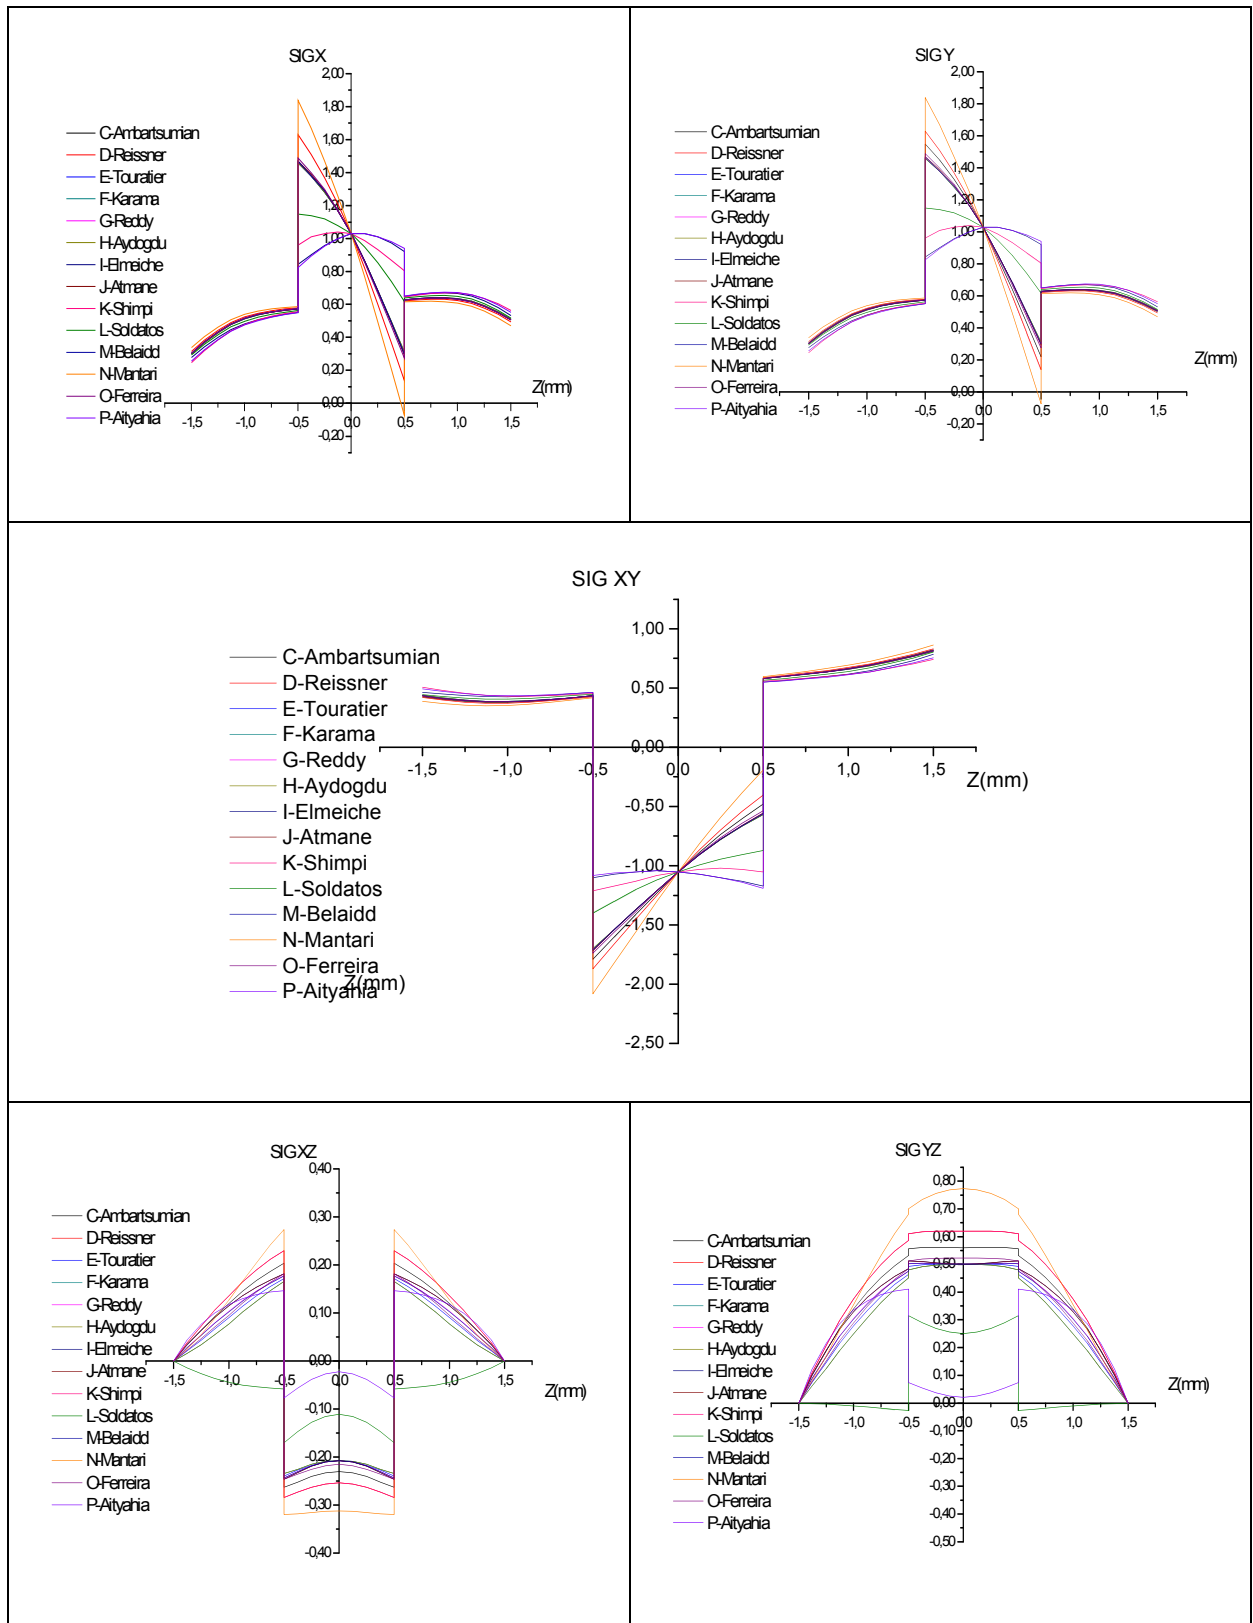 SIGX
2,00
1,80
1,60
1,40
1,20
1,00
0,80
0,60
0,40
0,20
0,00
-0,20
-1,5 -1,0 -0,5 0,0 0,5 1,0 1,5
Z(mm)
C-Ambartsumian
D-Reissner
E-Touratier
F-Karama
G-Reddy
H-Aydogdu
I-Elmeiche
J-Atmane
K-Shimpi
L-Soldatos
M-Belaidd
N-Mantari
O-Ferreira
P-Aityahia
SIGY
2,00
1,80
1,60
1,40
1,20
1,00
0,80
0,60
0,40
0,20
0,00
-0,20
-1,5 -1,0 -0,5 0,0 0,5 1,0 1,5
Z(mm)
C-Ambartsumian
D-Reissner
E-Touratier
F-Karama
G-Reddy
H-Aydogdu
I-Elmeiche
J-Atmane
K-Shimpi
L-Soldatos
M-Belaidd
N-Mantari
O-Ferreira
P-Aityahia
SIG XY
1,00
0,50
0,00
-0,50
-1,00
-1,50
-2,00
-2,50
-1,5 -1,0 -0,5 0,0 0,5 1,0 1,5
Z(mm)
C-Ambartsumian
D-Reissner
E-Touratier
F-Karama
G-Reddy
H-Aydogdu
I-Elmeiche
J-Atmane
K-Shimpi
L-Soldatos
M-Belaidd
N-Mantari
O-Ferreira
P-Aityahia
Z(mm)
SIGXZ
0,40
0,30
0,20
0,10
0,00
-0,10
-0,20
-0,30
-0,40
-1,5 -1,0 -0,5 0,0 0,5 1,0 1,5
Z(mm)
C-Ambartsumian
D-Reissner
E-Touratier
F-Karama
G-Reddy
H-Aydogdu
I-Elmeiche
J-Atmane
K-Shimpi
L-Soldatos
M-Belaidd
N-Mantari
O-Ferreira
P-Aityahia
SIGYZ
0,80
0,70
0,60
0,50
0,40
0,30
0,20
0,10
0,00
-0,10
-0,20
-0,30
-0,40
-0,50
-1,5 -1,0 -0,5 0,0 0,5 1,0 1,5
Z(mm)
C-Ambartsumian
D-Reissner
E-Touratier
F-Karama
G-Reddy
H-Aydogdu
I-Elmeiche
J-Atmane
K-Shimpi
L-Soldatos
M-Belaidd
N-Mantari
O-Ferreira
P-Aityahia